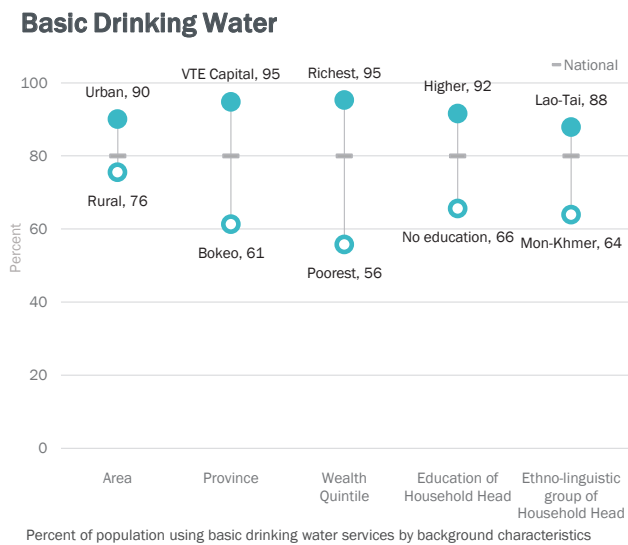 Basic Drinking Water
National
100
80
60
40
20
0
Percent
Urban, 90
VTE Capital, 95
Richest, 95
Higher, 92
Lao-Tai, 88
Rural, 76
Bokeo, 61
Poorest, 56
No education, 66
Mon-Khmer, 64
Area
Province
Wealth
Quintile
Education of
Household Head
Ethno-linguistic
group of
Household Head
Percent of population using basic drinking water services by background characteristics